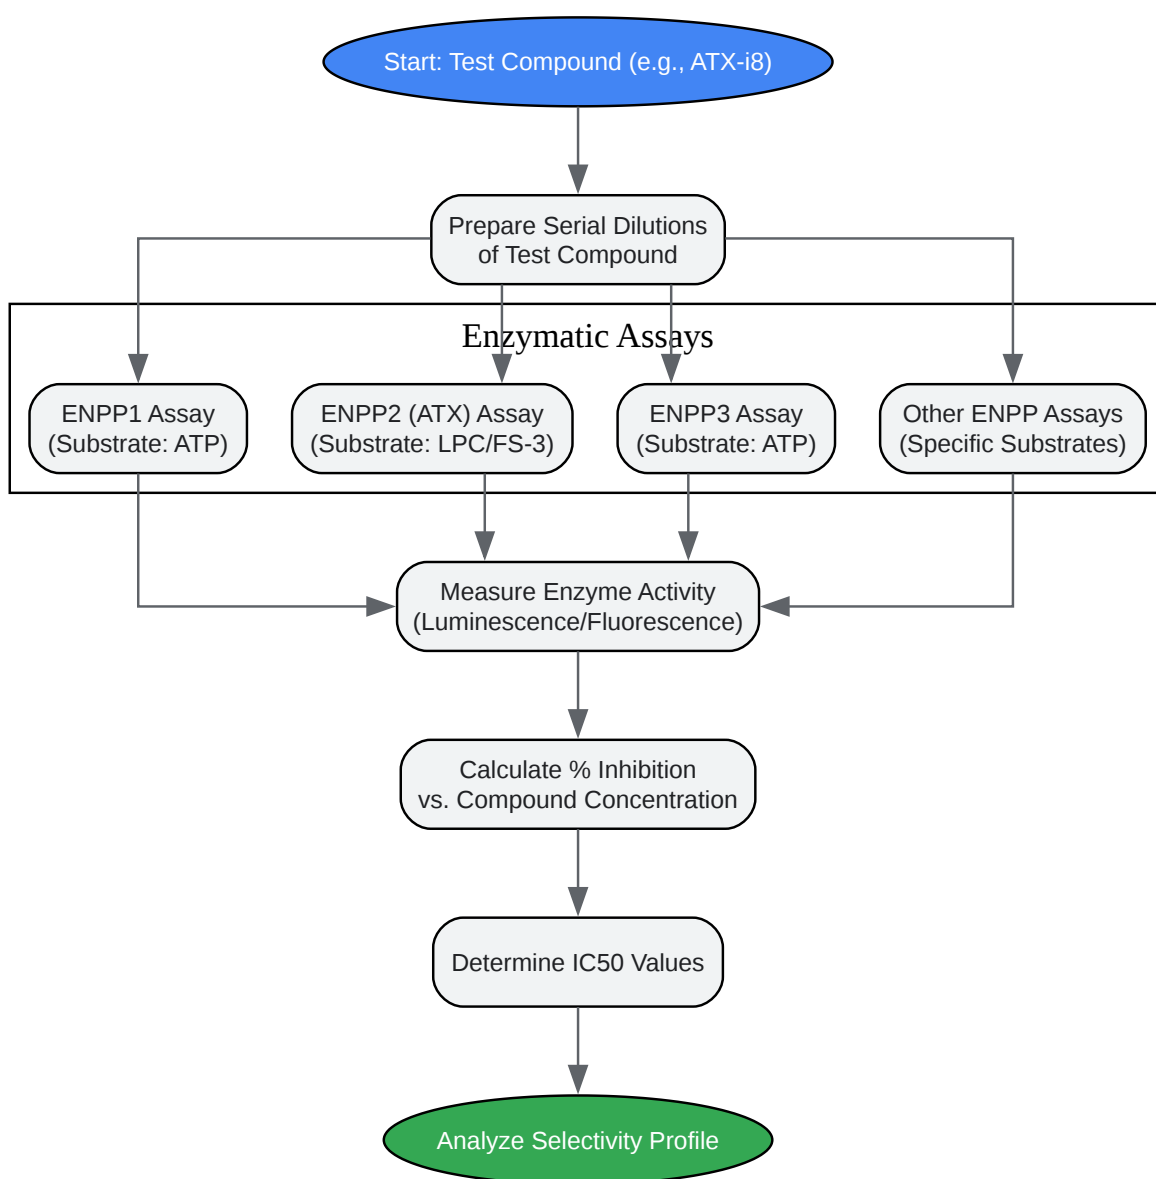 Start: Test Compound (e.g., ATX-i8)
Prepare Serial Dilutions
of Test Compound
Enzymatic Assays
ENPP1 Assay
(Substrate: ATP)
ENPP2 (ATX) Assay
(Substrate: LPC/FS-3)
ENPP3 Assay
(Substrate: ATP)
Other ENPP Assays
(Specific Substrates)
Measure Enzyme Activity
(Luminescence/Fluorescence)
Calculate % Inhibition
vs. Compound Concentration
Determine IC50 Values
Analyze Selectivity Profile